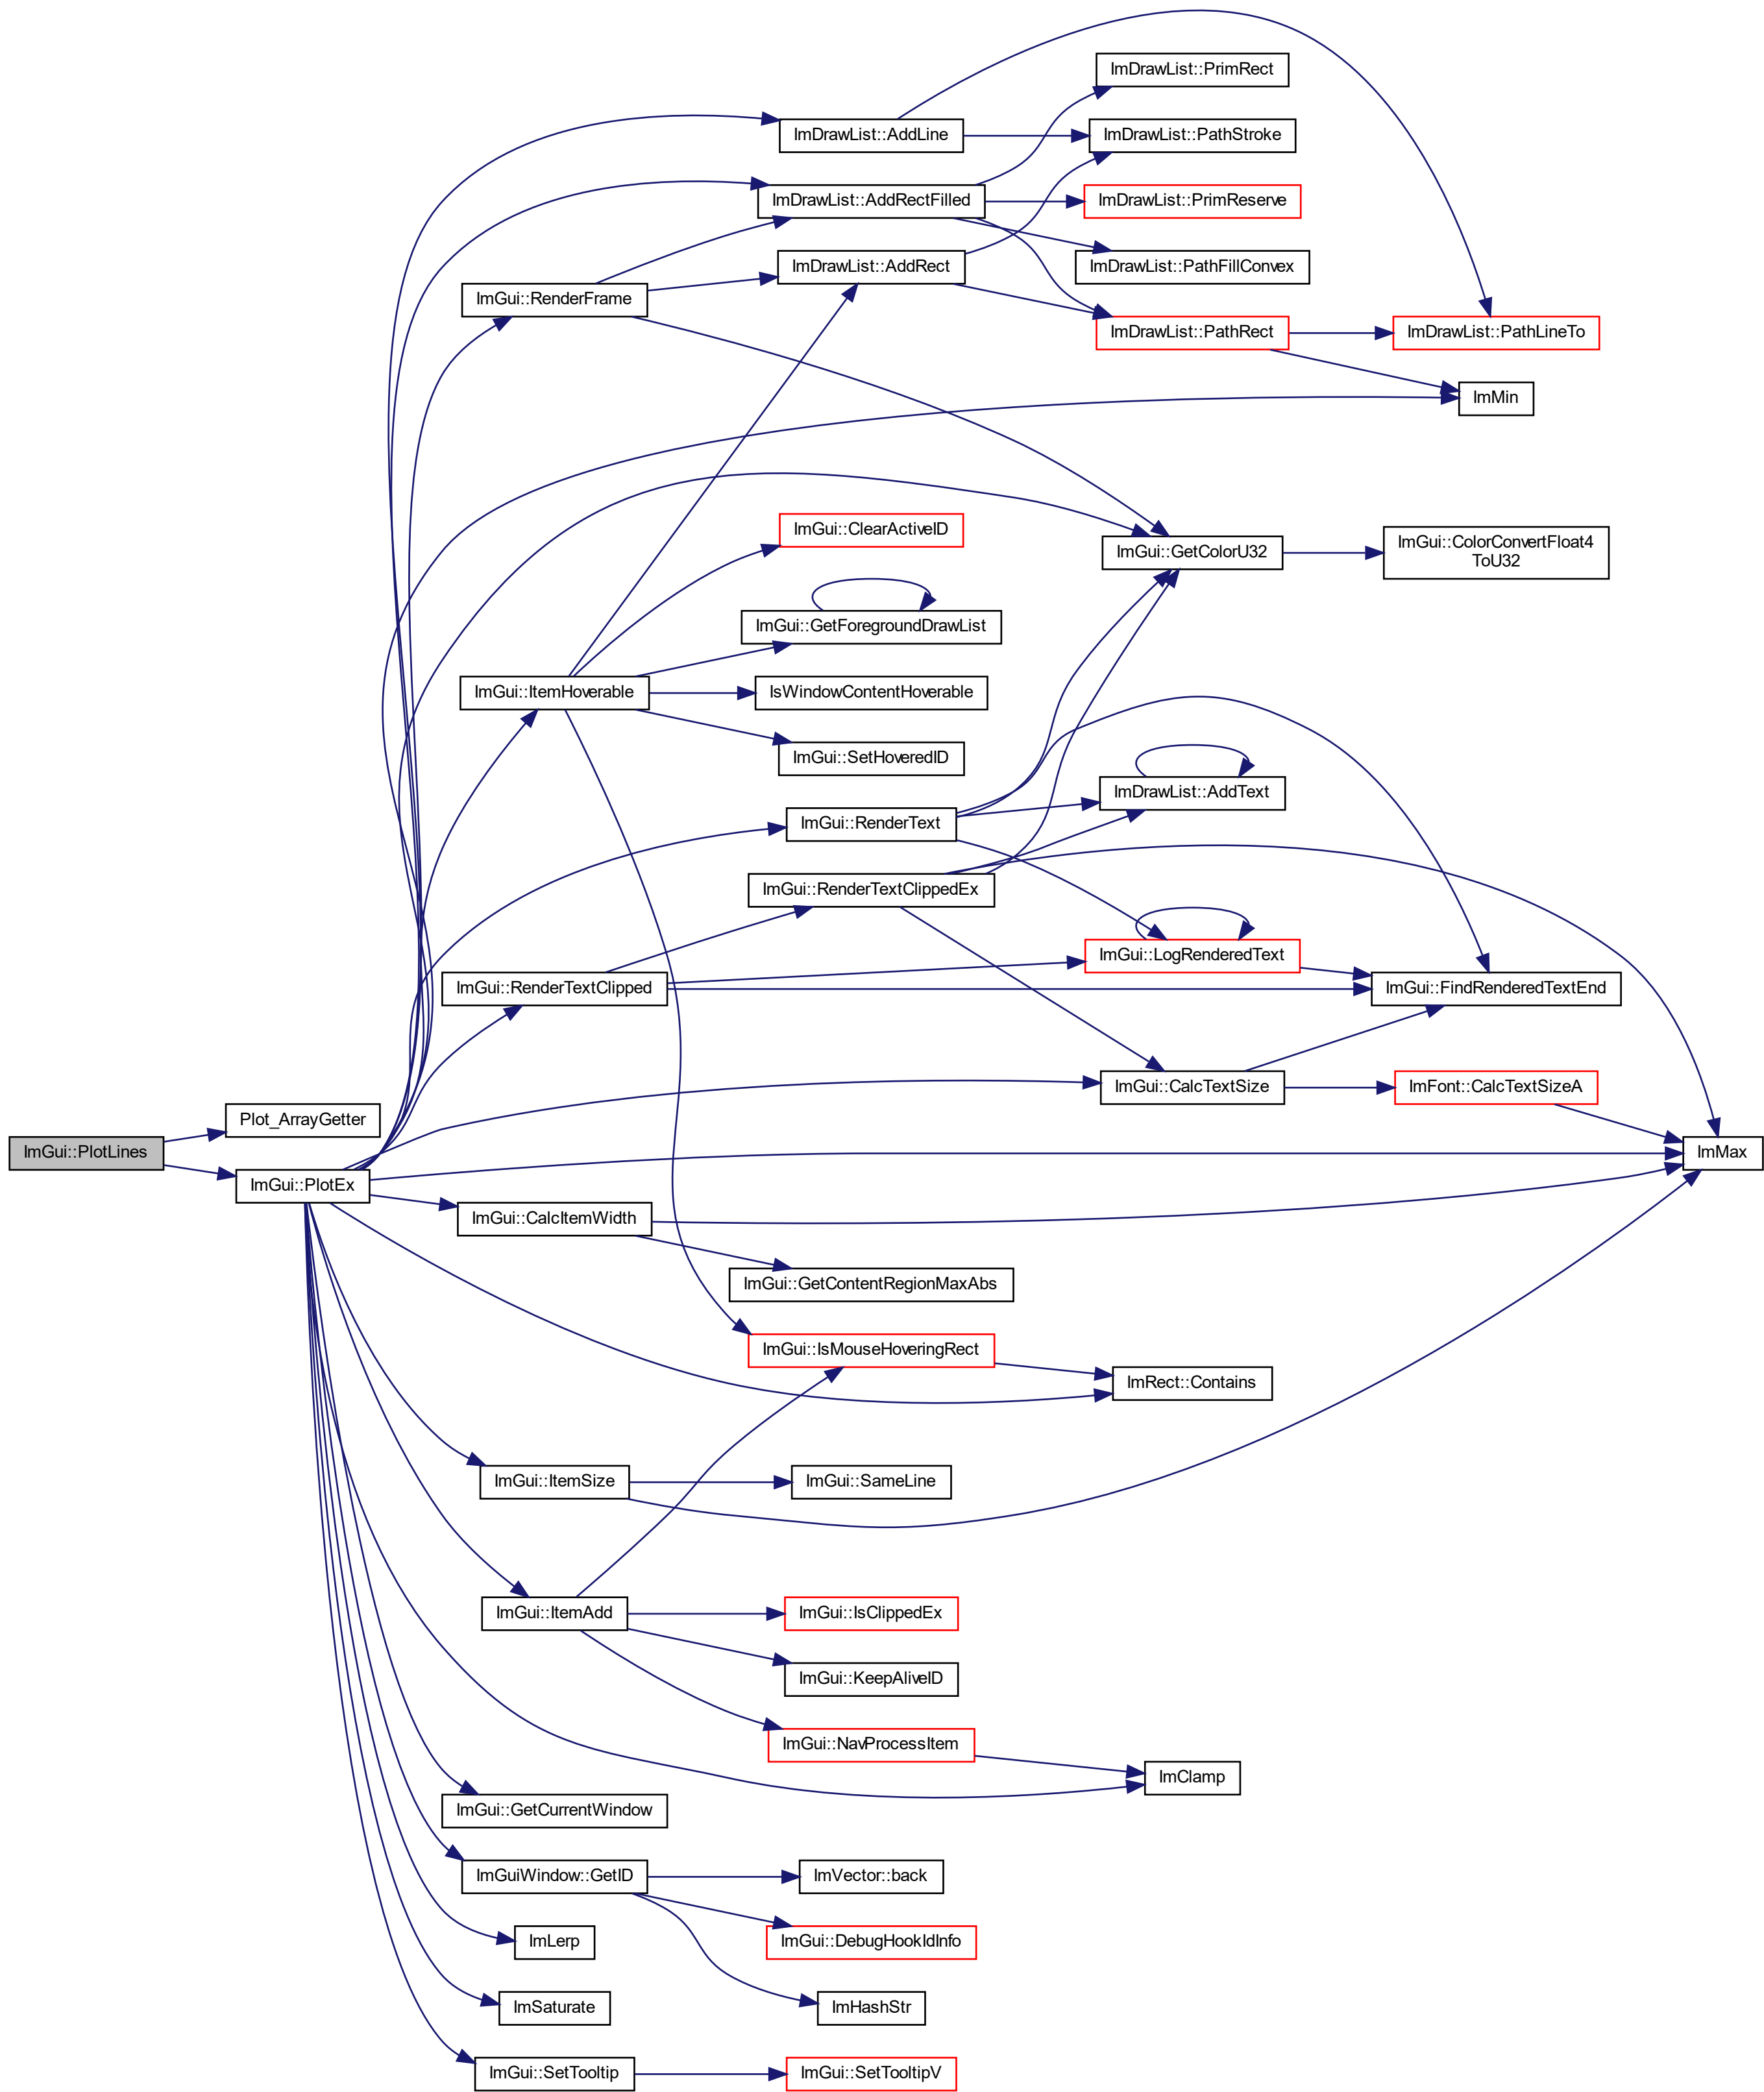 ImDrawList::PrimRect
ImDrawList::AddLine
ImDrawList::PathStroke
ImDrawList::AddRectFilled
ImDrawList::PrimReserve
ImDrawList::AddRect
ImDrawList::PathFillConvex
ImGui::RenderFrame
ImDrawList::PathRect
ImDrawList::PathLineTo
ImMin
ImGui::ClearActiveID
ImGui::GetColorU32
ImGui::ColorConvertFloat4
ToU32
ImGui::GetForegroundDrawList
ImGui::ItemHoverable
IsWindowContentHoverable
ImGui::SetHoveredID
ImDrawList::AddText
ImGui::RenderText
ImGui::RenderTextClippedEx
ImGui::LogRenderedText
ImGui::RenderTextClipped
ImGui::FindRenderedTextEnd
ImGui::CalcTextSize
ImFont::CalcTextSizeA
Plot_ArrayGetter
ImGui::PlotLines
ImMax
ImGui::PlotEx
ImGui::CalcItemWidth
ImGui::GetContentRegionMaxAbs
ImGui::IsMouseHoveringRect
ImRect::Contains
ImGui::ItemSize
ImGui::SameLine
ImGui::ItemAdd
ImGui::IsClippedEx
ImGui::KeepAliveID
ImGui::NavProcessItem
ImClamp
ImGui::GetCurrentWindow
ImGuiWindow::GetID
ImVector::back
ImLerp
ImGui::DebugHookIdInfo
ImSaturate
ImHashStr
ImGui::SetTooltip
ImGui::SetTooltipV